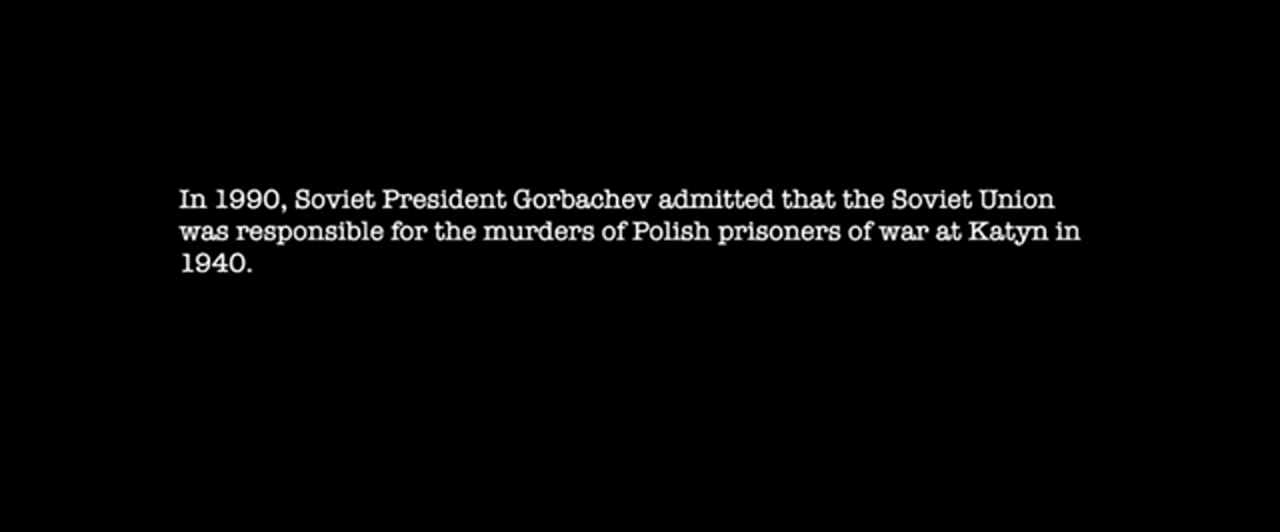 In 1990, Soviet President Gorbachev admitted that the Soviet Union
was responsible for the murders of Polish prisoners of war at Katyn in
1940.